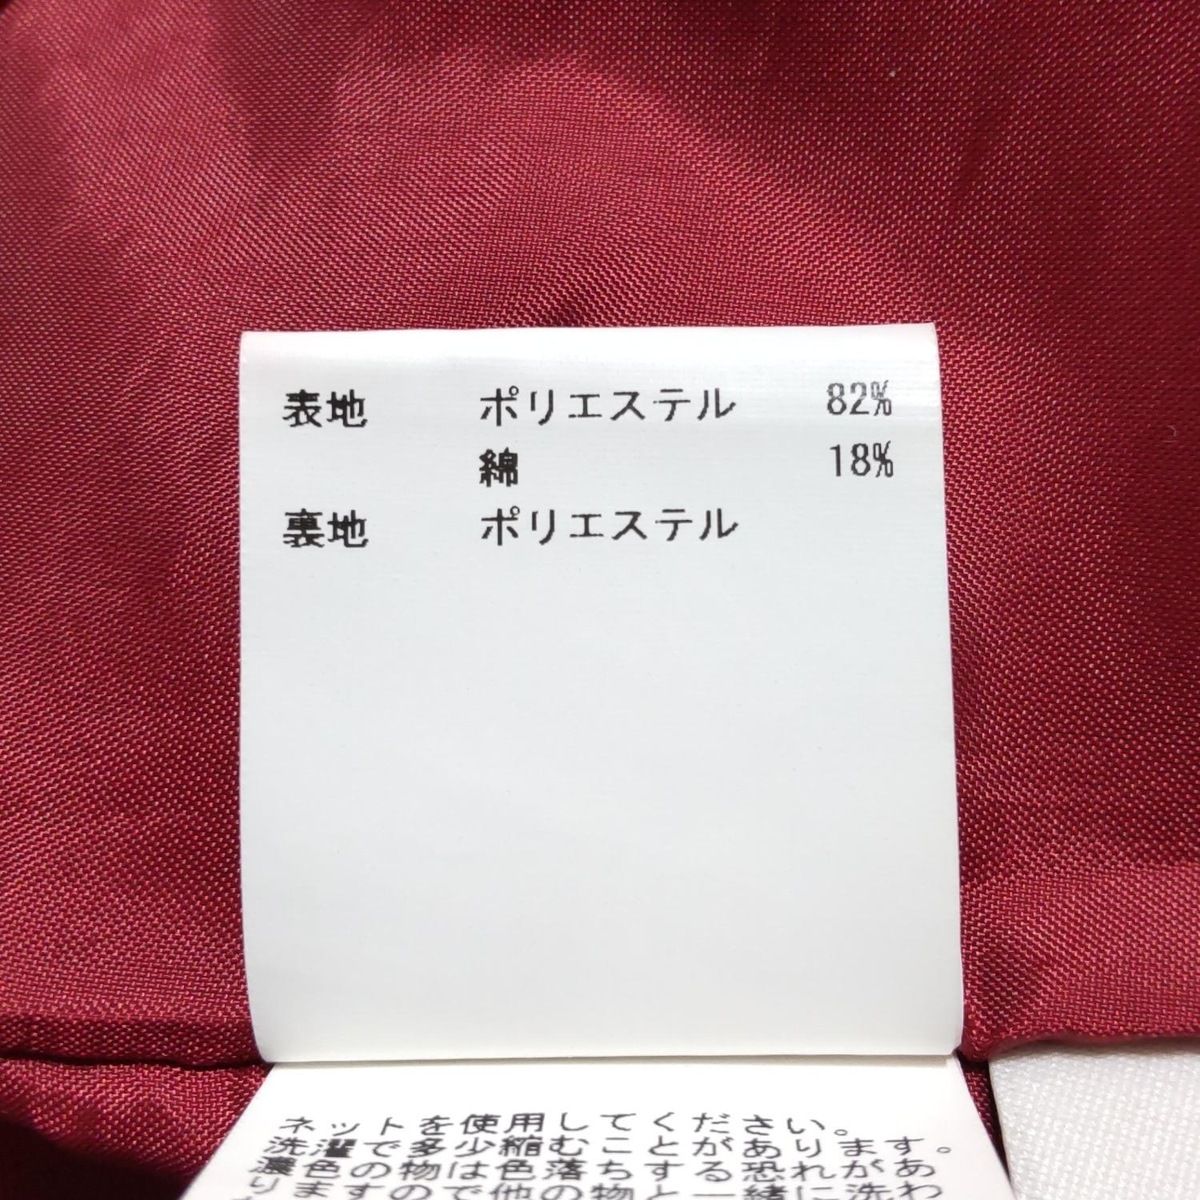 表地 ポリエステル 82%
綿 18%
裏地 ポリエステル
ネットを使用してください。
洗濯で多少縮むことがあります。
濃色の物は色落ちする恐れがあ
りますので他の物と一緒に洗わ